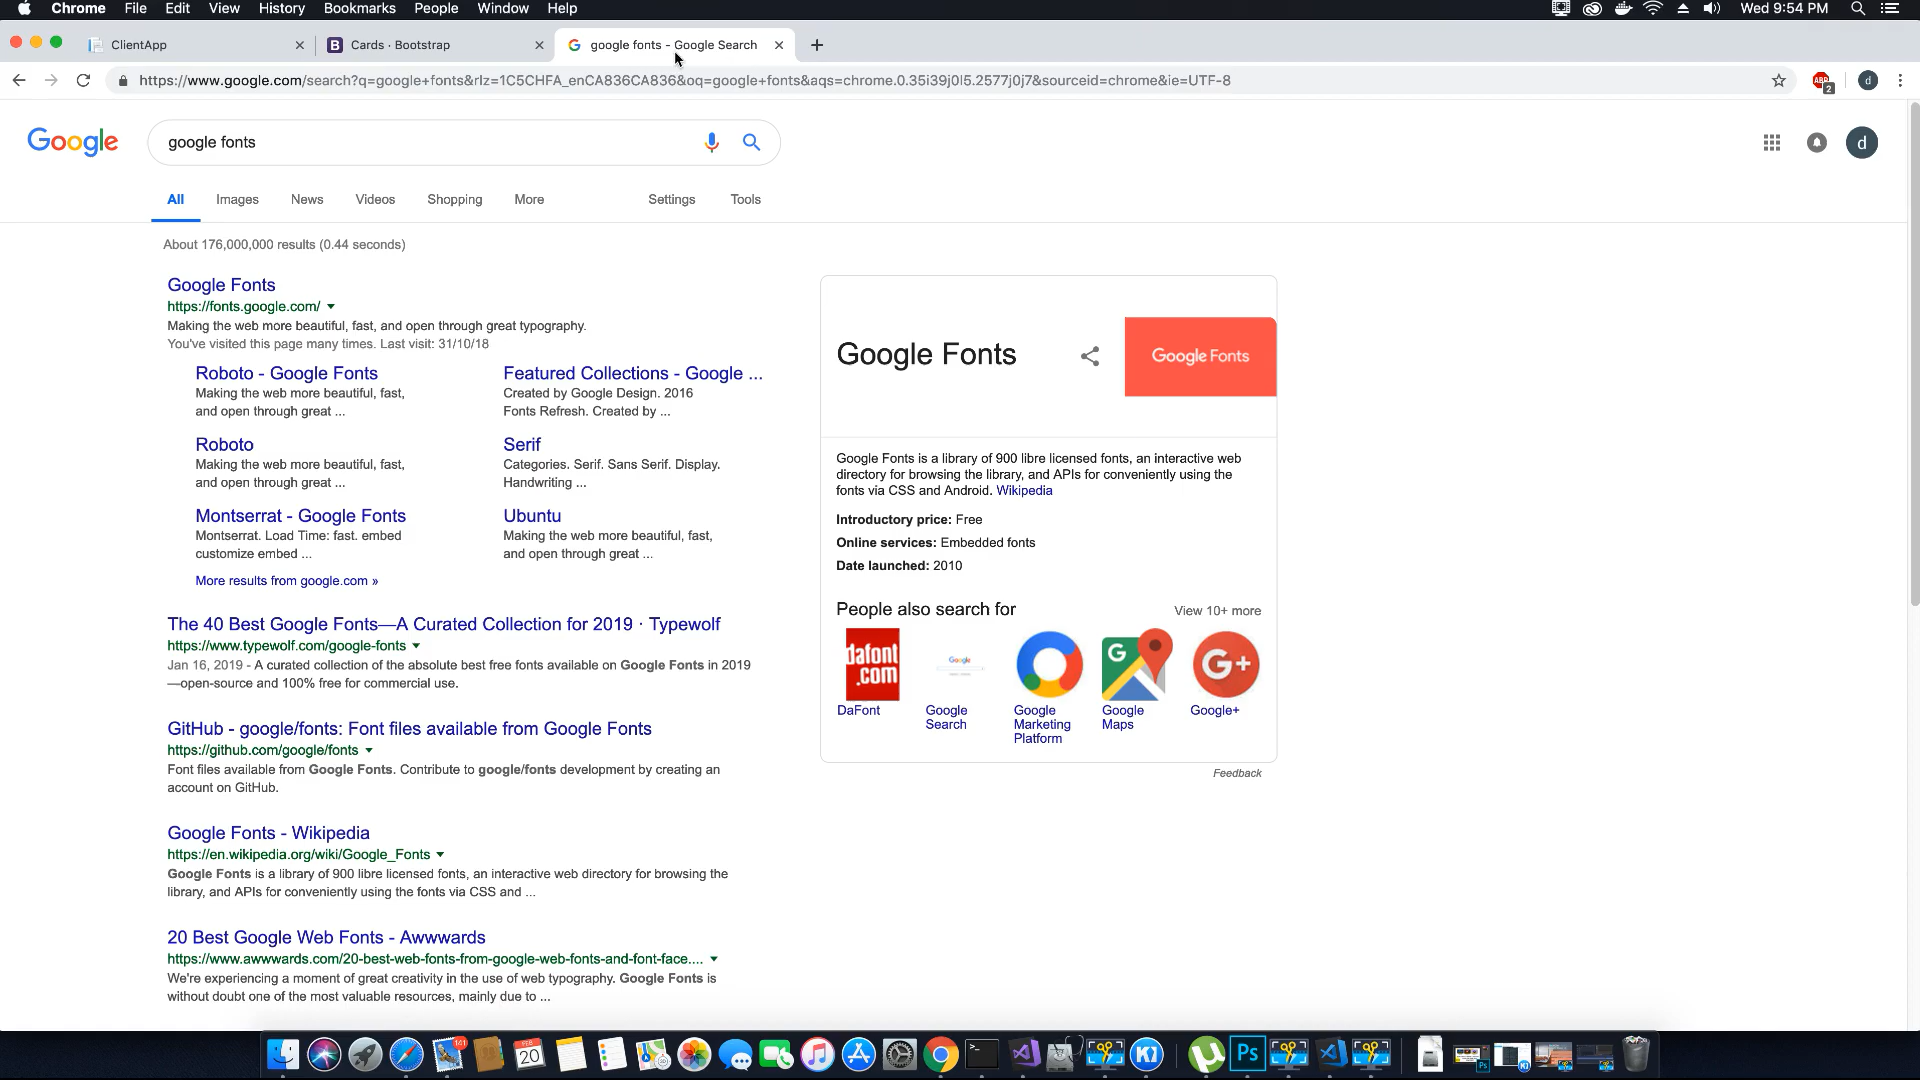 Chrome File Edit View History Bookmarks People Window Help Wed 9:54 PM
ClientApp Cards · Bootstrap google fonts - Google Search
https://www.google.com/search?q=google+fonts&rlz=1C5CHFA_enCA836CA836&oq=google+fonts&aqs=chrome.0.35i39j0l5.2577j0j7&sourceid=chrome&ie=UTF-8 ABP 2 d
Google google fonts d
All Images News Videos Shopping More Settings Tools
About 176,000,000 results (0.44 seconds)
Google Fonts
https://fonts.google.com/
Making the web more beautiful, fast, and open through great typography.
You've visited this page many times. Last visit: 31/10/18
Roboto - Google Fonts
Making the web more beautiful, fast,
and open through great ...
Featured Collections - Google ...
Created by Google Design. 2016
Fonts Refresh. Created by ...
Roboto
Making the web more beautiful, fast,
and open through great ...
Serif
Categories. Serif. Sans Serif. Display.
Handwriting ...
Montserrat - Google Fonts
Montserrat. Load Time: fast. embed
customize embed ...
Ubuntu
Making the web more beautiful, fast,
and open through great ...
More results from google.com »
The 40 Best Google Fonts—A Curated Collection for 2019 · Typewolf
https://www.typewolf.com/google-fonts
Jan 16, 2019 - A curated collection of the absolute best free fonts available on Google Fonts in 2019
—open-source and 100% free for commercial use.
GitHub - google/fonts: Font files available from Google Fonts
https://github.com/google/fonts
Font files available from Google Fonts. Contribute to google/fonts development by creating an
account on GitHub.
Google Fonts - Wikipedia
https://en.wikipedia.org/wiki/Google_Fonts
Google Fonts is a library of 900 libre licensed fonts, an interactive web directory for browsing the
library, and APIs for conveniently using the fonts via CSS and ...
20 Best Google Web Fonts - Awwwards
https://www.awwwards.com/20-best-web-fonts-from-google-web-fonts-and-font-face....
We're experiencing a moment of great creativity in the use of web typography. Google Fonts is
without doubt one of the most valuable resources, mainly due to ...
Google Fonts
Google Fonts
Google Fonts is a library of 900 libre licensed fonts, an interactive web
directory for browsing the library, and APIs for conveniently using the
fonts via CSS and Android. Wikipedia
Introductory price: Free
Online services: Embedded fonts
Date launched: 2010
People also search for View 10+ more
dafont
.com
Google
G
G+
DaFont
Google
Search
Google
Marketing
Platform
Google
Maps
Google+
Feedback
141 FEB 20 Ps